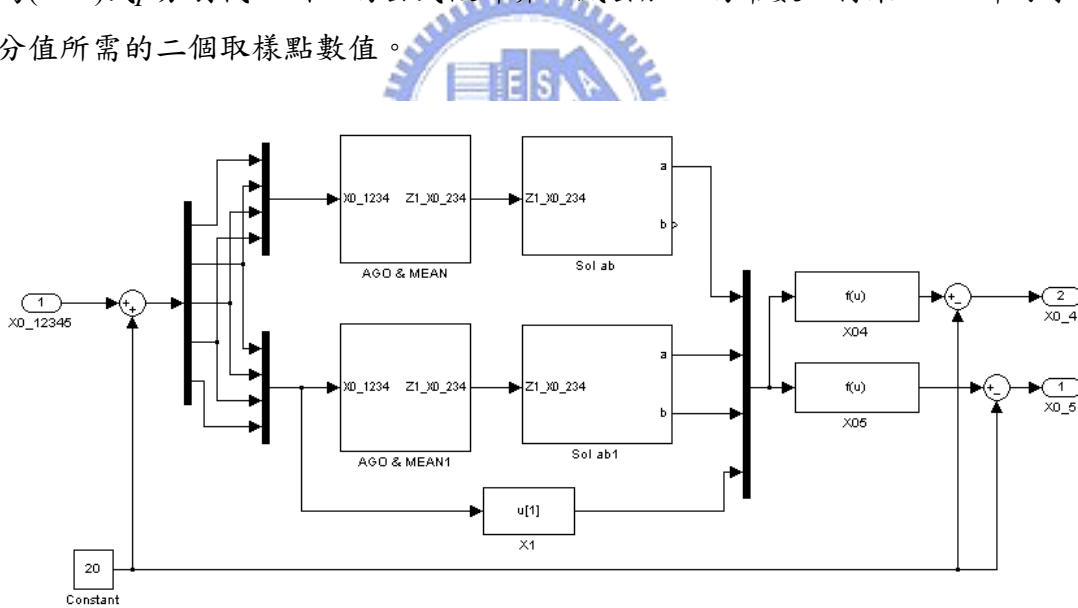 分值所需的二個取樣點數值。
ESA
X0_1234 Z1_X0_234
AGO & MEAN
Z1_X0_234
a
b
Sol ab
1
X0_12345
f(u)
X04
2
X0_4
X0_1234 Z1_X0_234
AGO & MEAN1
Z1_X0_234
a
b
Sol ab1
f(u)
X05
1
X0_5
u[1]
X1
20
Constant